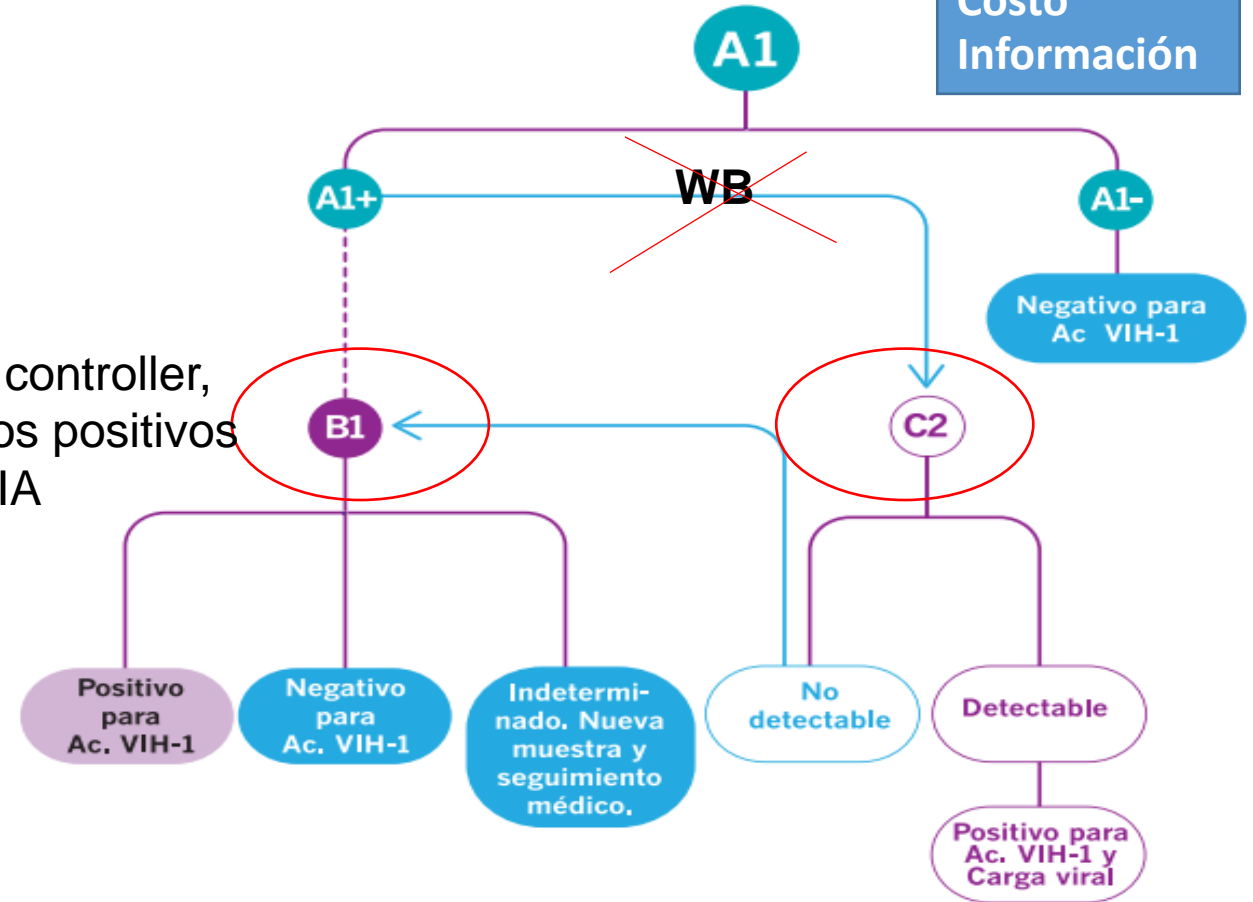 Costo
Información
A1
A1+
WB
A1-
Negativo para
Ac VIH-1
controller,
os positivos
IA
B1
C2
Positivo
para
Ac. VIH-1
Negativo
para
Ac. VIH-1
Indetermi-
nado. Nueva
muestra y
seguimiento
médico.
No
detectable
Detectable
Positivo para
Ac. VIH-1 y
Carga viral